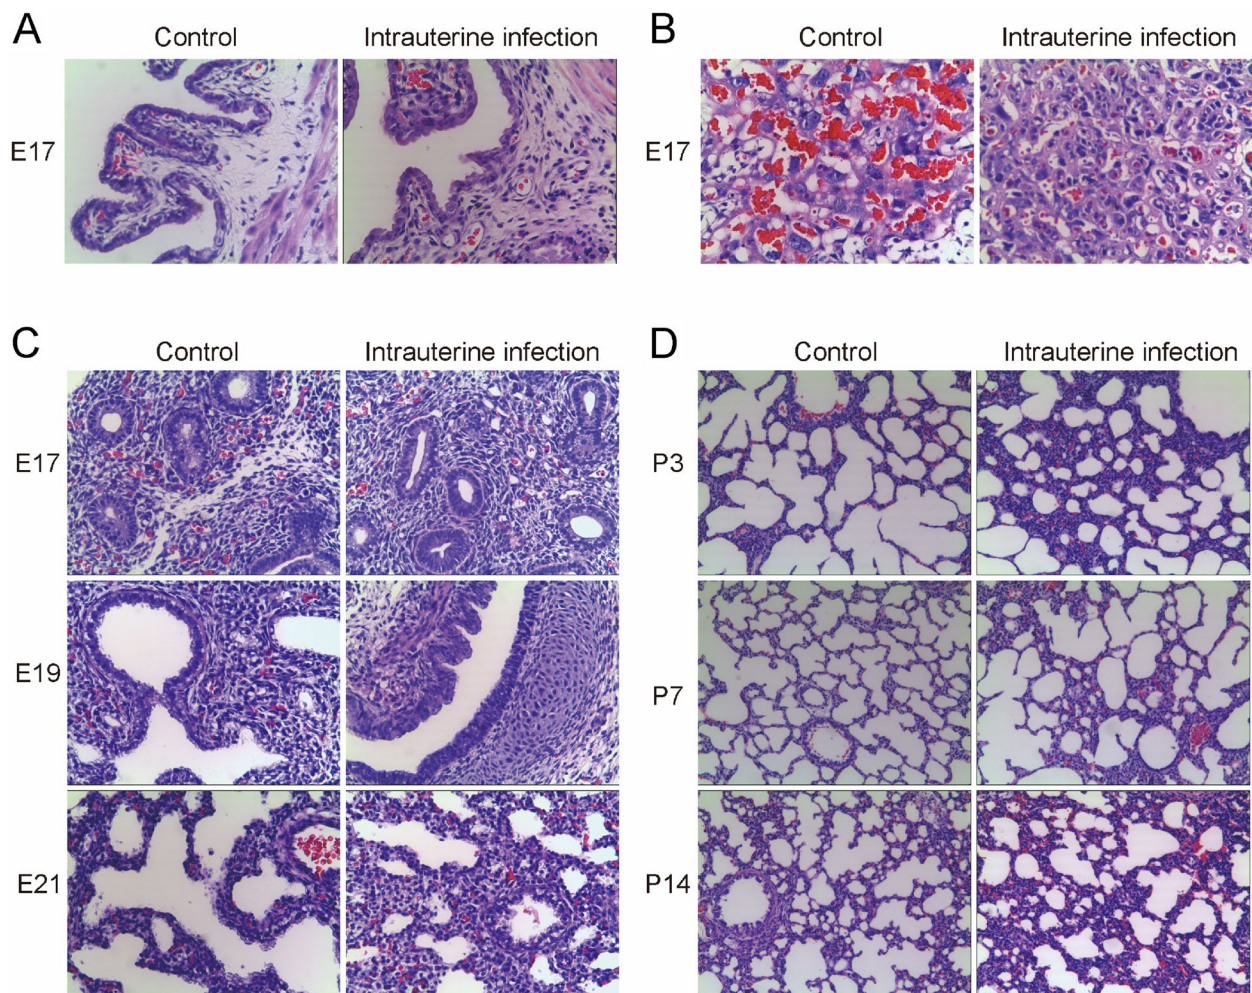 A
Control Intrauterine infection
E17
B
Control Intrauterine infection
E17
C
Control Intrauterine infection
E17
E19
E21
D
Control Intrauterine infection
P3
P7
P14